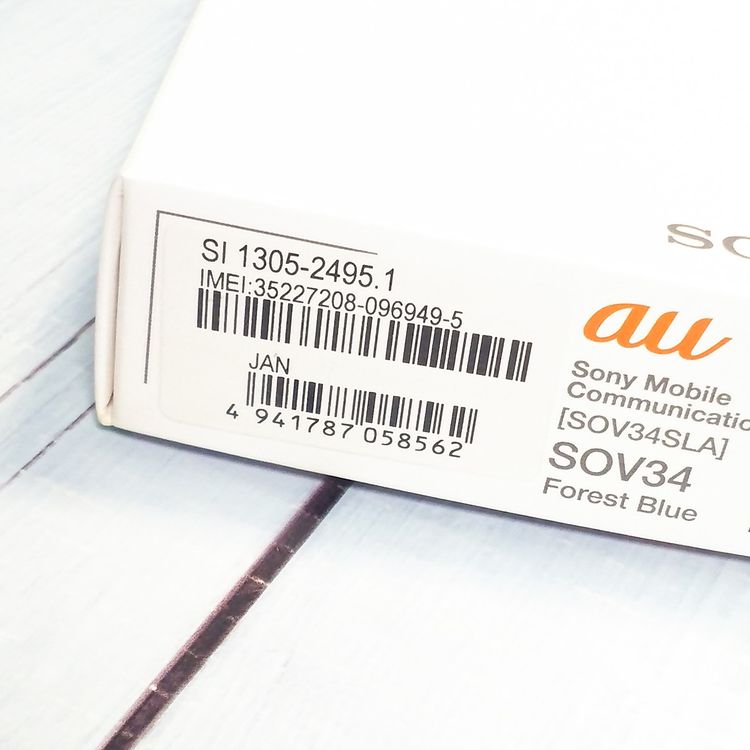 SI 1305-2495.1
IMEI:35227208-096949-5
JAN
4 941787 058562
au
Sony Mobile
[SOV34SLA]
SOV34
Forest Blue